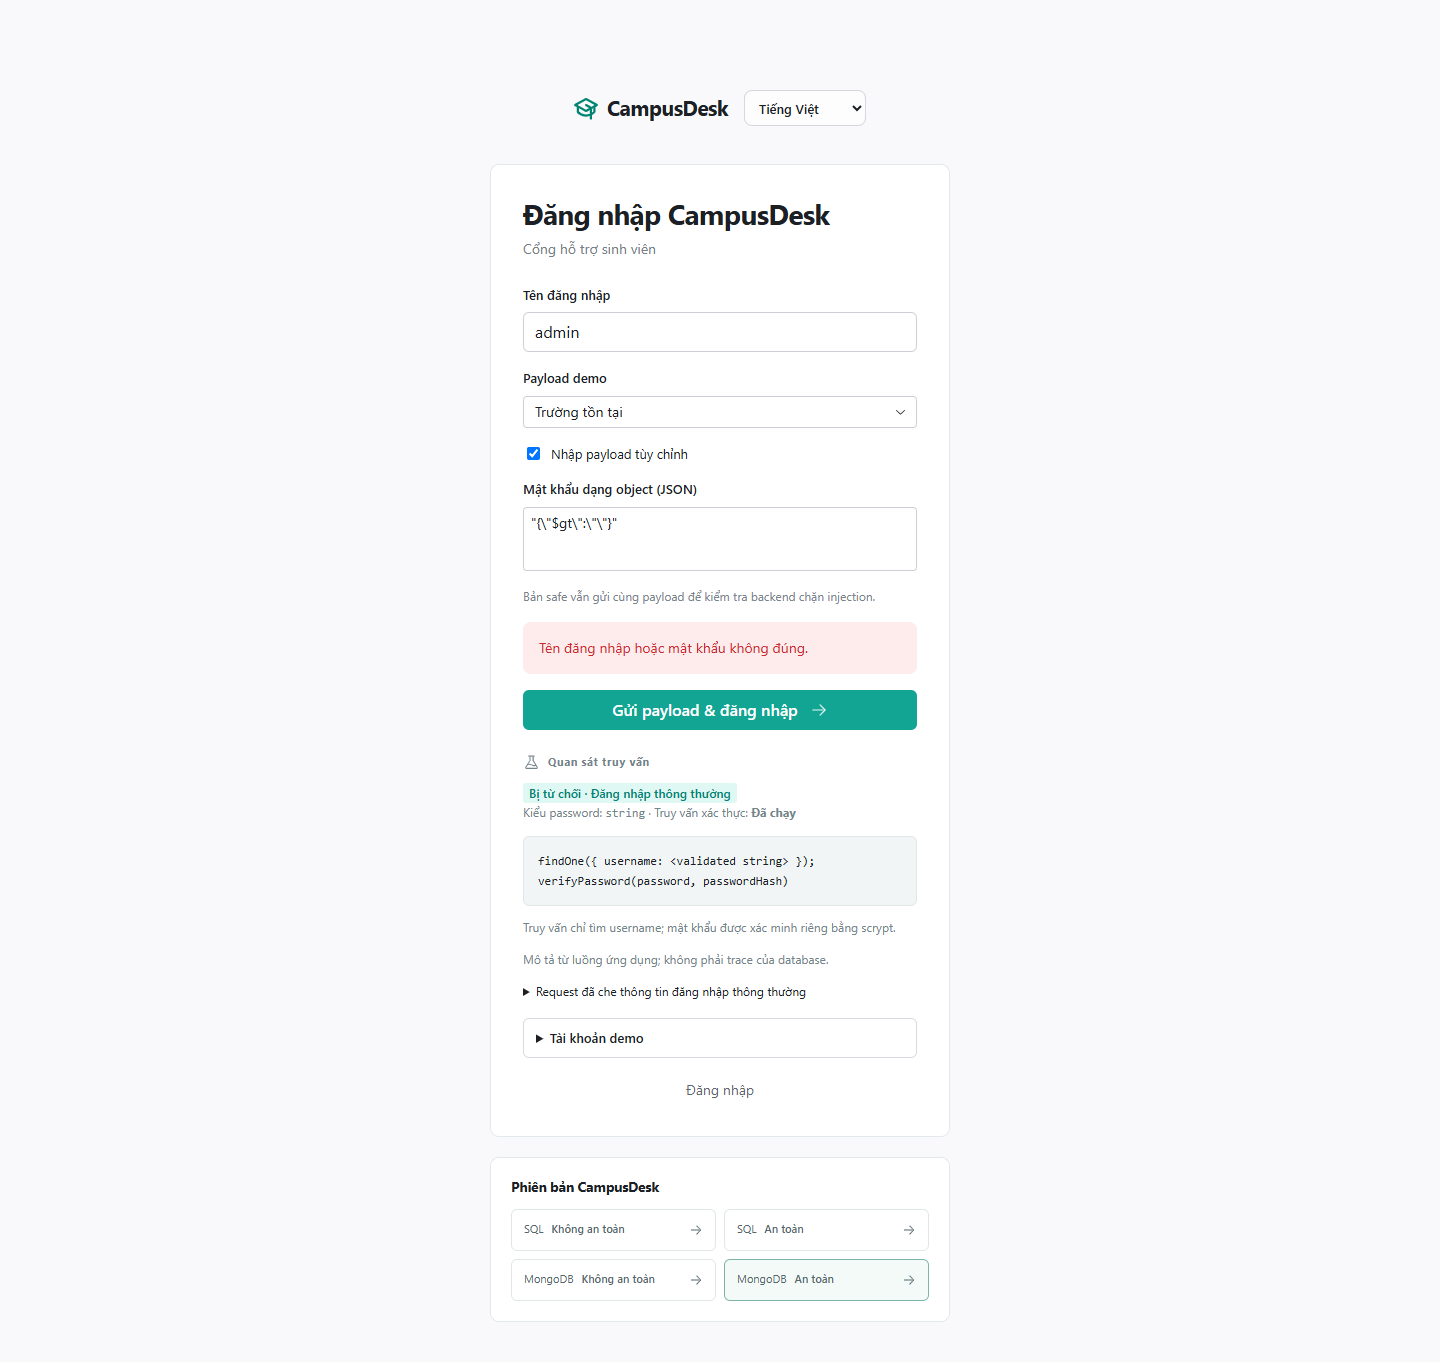 CampusDesk
Tiếng Việt
Đăng nhập CampusDesk
Cổng hỗ trợ sinh viên
Tên đăng nhập
admin
Payload demo
Trường tồn tại
Nhập payload tùy chỉnh
Mật khẩu dạng object (JSON)
"{\"$gt\":\"\"}"
Bản safe vẫn gửi cùng payload để kiểm tra backend chặn injection.
Tên đăng nhập hoặc mật khẩu không đúng.
Gửi payload & đăng nhập →
Quan sát truy vấn
Bị từ chối · Đăng nhập thông thường
Kiểu password: string · Truy vấn xác thực: Đã chạy
findOne({ username: <validated string> });
verifyPassword(password, passwordHash)
Truy vấn chỉ tìm username; mật khẩu được xác minh riêng bằng scrypt.
Mô tả từ luồng ứng dụng; không phải trace của database.
Request đã che thông tin đăng nhập thông thường
Tài khoản demo
Đăng nhập
Phiên bản CampusDesk
SQL Không an toàn →
SQL An toàn →
MongoDB Không an toàn →
MongoDB An toàn →